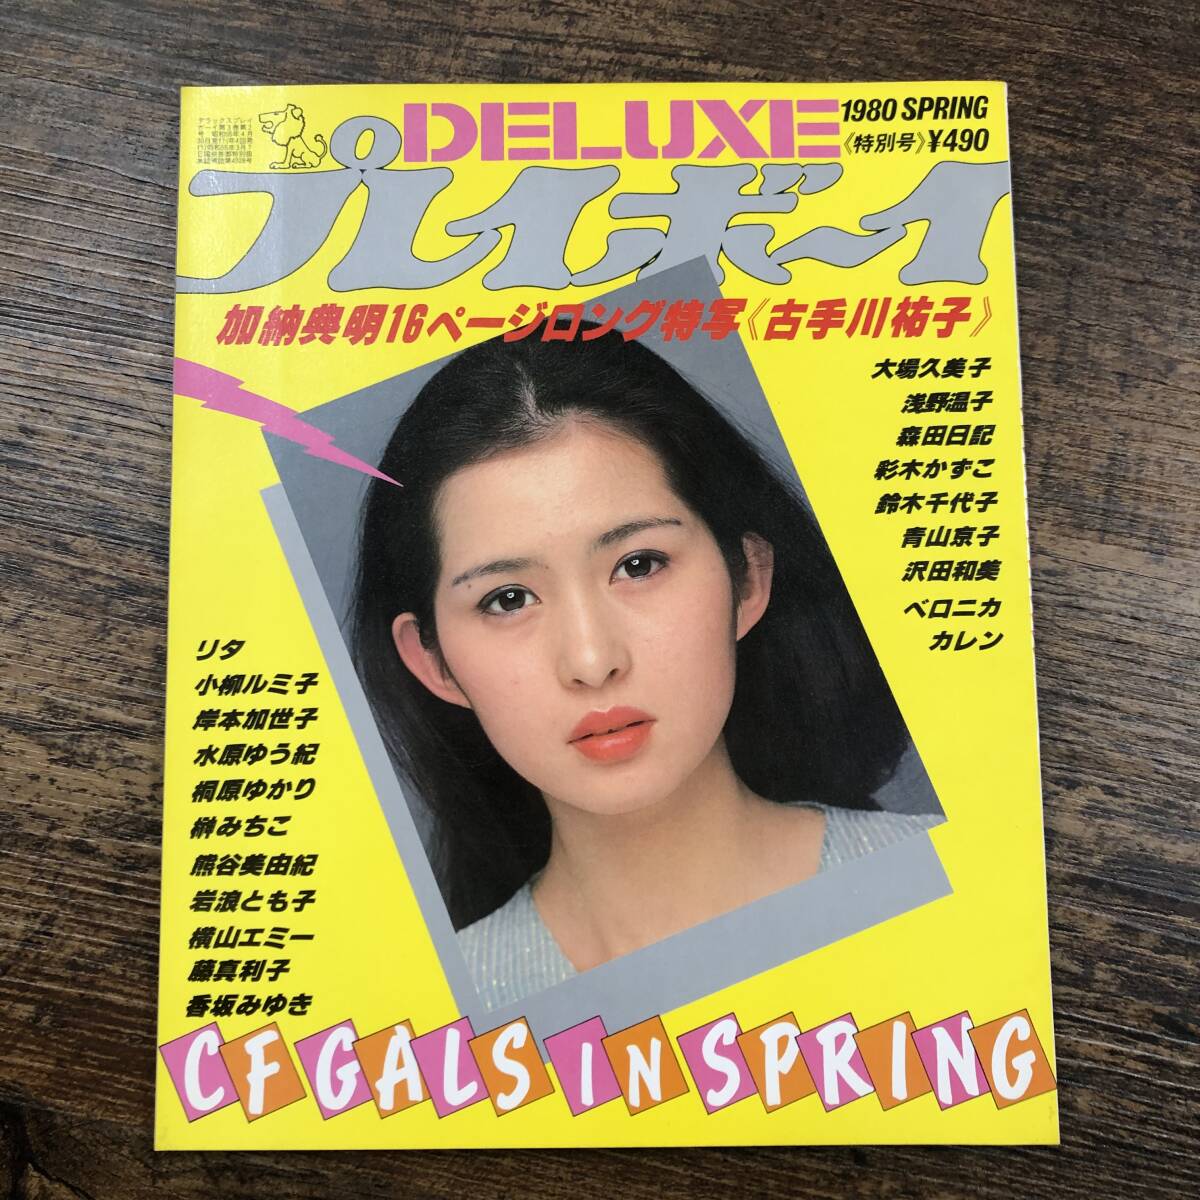 DELUXE
1980 SPRING
《特別号》¥490
プレイボーイ
加納典明16ページロング特写《古手川祐子》
大場久美子
浅野温子
森田日記
彩木かずこ
鈴木千代子
青山京子
沢田和美
ベロニカ
カレン
リタ
小柳ルミ子
岸本加世子
水原ゆう紀
桐原ゆかり
榊みちこ
熊谷美由紀
岩浪とも子
横山エミー
藤真利子
香坂みゆき
CF GALS IN SPRING